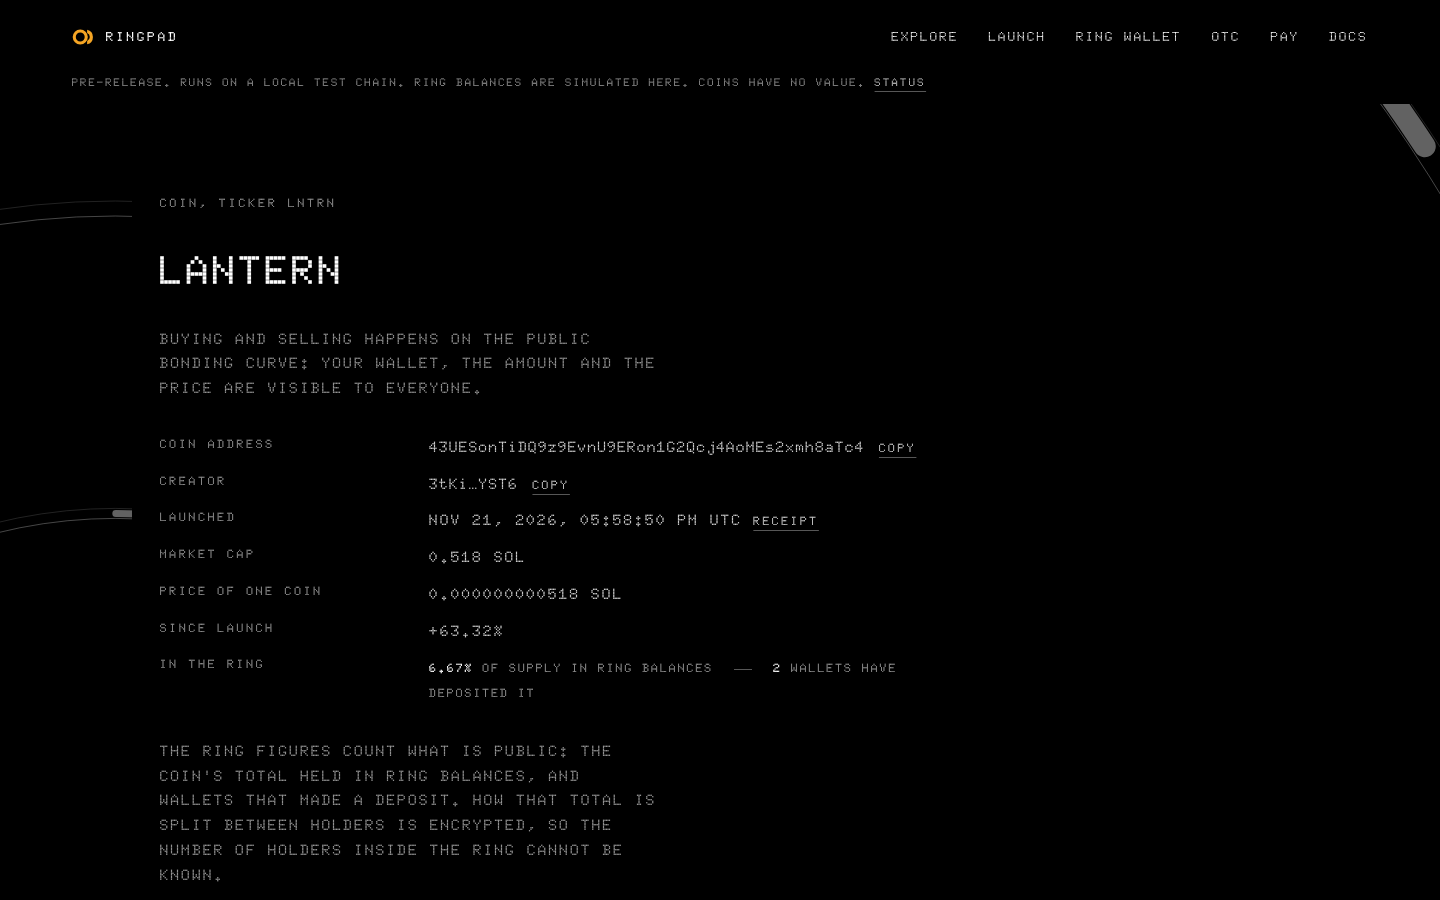 RINGPAD
EXPLORE LAUNCH RING WALLET OTC PAY DOCS
PRE-RELEASE. RUNS ON A LOCAL TEST CHAIN. RING BALANCES ARE SIMULATED HERE. COINS HAVE NO VALUE. STATUS
COIN, TICKER LNTRN
LANTERN
BUYING AND SELLING HAPPENS ON THE PUBLIC
BONDING CURVE: YOUR WALLET, THE AMOUNT AND THE
PRICE ARE VISIBLE TO EVERYONE.
COIN ADDRESS 43UESonTiDQ9z9EvnU9ERon1G2Qcj4AoMEs2xmh8aTc4 COPY
CREATOR 3tKi…YST6 COPY
LAUNCHED NOV 21, 2026, 05:58:50 PM UTC RECEIPT
MARKET CAP 0.518 SOL
PRICE OF ONE COIN 0.000000000518 SOL
SINCE LAUNCH +63.32%
IN THE RING 6.67% OF SUPPLY IN RING BALANCES — 2 WALLETS HAVE
DEPOSITED IT
THE RING FIGURES COUNT WHAT IS PUBLIC: THE
COIN'S TOTAL HELD IN RING BALANCES, AND
WALLETS THAT MADE A DEPOSIT. HOW THAT TOTAL IS
SPLIT BETWEEN HOLDERS IS ENCRYPTED, SO THE
NUMBER OF HOLDERS INSIDE THE RING CANNOT BE
KNOWN.